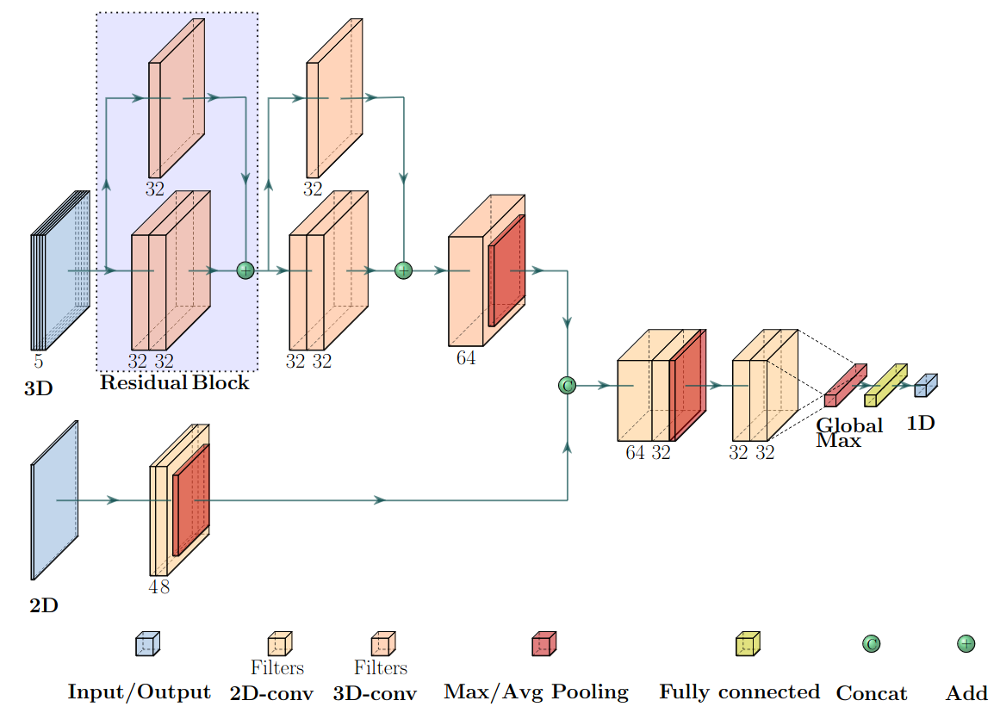 32
32
5
32 32
32 32
64
3D
Residual Block
C
64 32
32 32
Global
Max
1D
48
2D
C
Filters
Filters
Input/Output
2D-conv
3D-conv
Max/Avg Pooling
Fully connected
Concat
Add